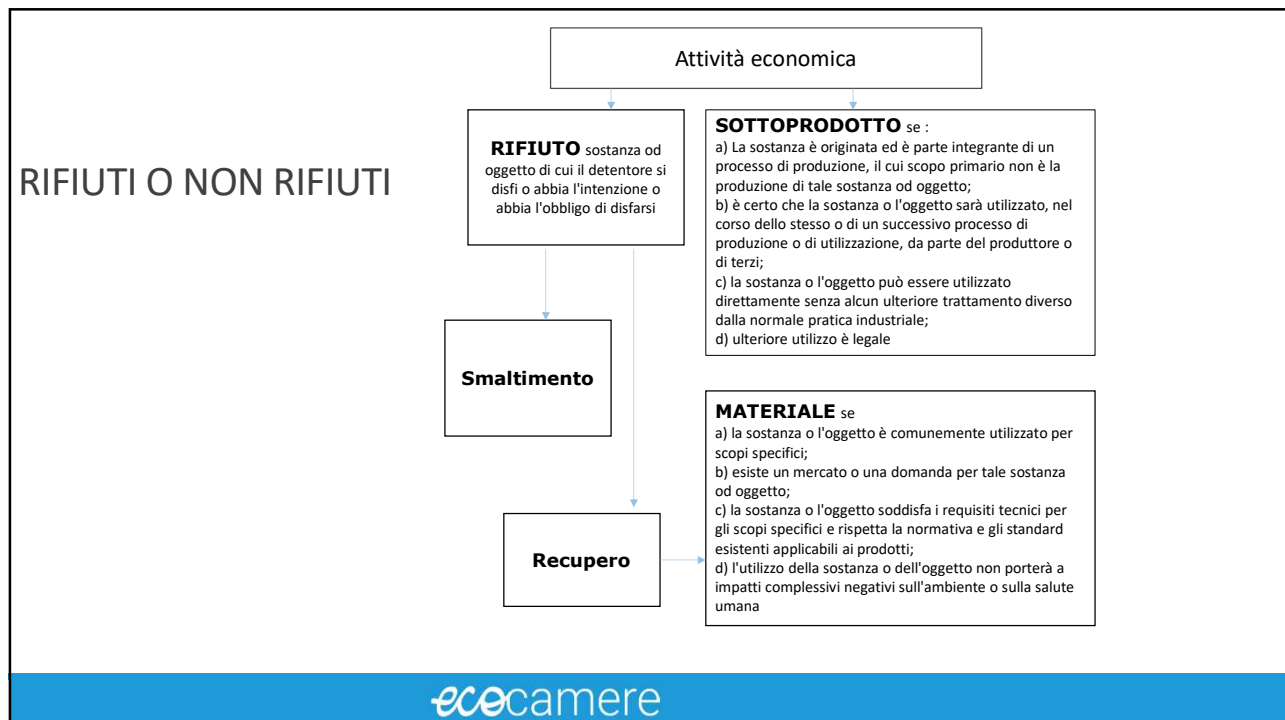 Attività economica
RIFIUTI O NON RIFIUTI
RIFIUTO sostanza od
oggetto di cui il detentore si
disfi o abbia l'intenzione o
abbia l'obbligo di disfarsi
SOTTOPRODOTTO se :
a) La sostanza è originata ed è parte integrante di un
processo di produzione, il cui scopo primario non è la
produzione di tale sostanza od oggetto;
b) è certo che la sostanza o l'oggetto sarà utilizzato, nel
corso dello stesso o di un successivo processo di
produzione o di utilizzazione, da parte del produttore o
di terzi;
c) la sostanza o l'oggetto può essere utilizzato
direttamente senza alcun ulteriore trattamento diverso
dalla normale pratica industriale;
d) ulteriore utilizzo è legale
Smaltimento
Recupero
MATERIALE se
a) la sostanza o l'oggetto è comunemente utilizzato per
scopi specifici;
b) esiste un mercato o una domanda per tale sostanza
od oggetto;
c) la sostanza o l'oggetto soddisfa i requisiti tecnici per
gli scopi specifici e rispetta la normativa e gli standard
esistenti applicabili ai prodotti;
d) l'utilizzo della sostanza o dell'oggetto non porterà a
impatti complessivi negativi sull'ambiente o sulla salute
umana
ecocamere